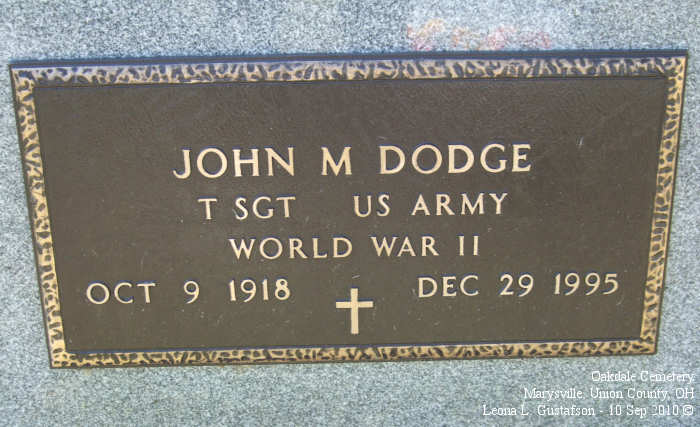 JOHN M DODGE
T SGT US ARMY
WORLD WAR II
OCT 9 1918 DEC 29 1995
Oakdale Cemetery
Marysville, Union County, OH
Leona L. Gustafson - 10 Sep 2010 ©